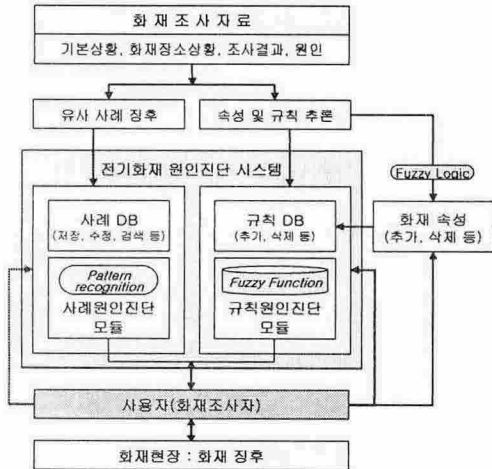 화재조사자료
기본상황, 화재장소상황, 조사결과, 원인
유사 사례 징후
속성 및 규칙 추론
전기화재 원인진단 시스템
Fuzzy Logic
사례 DB
(저장, 수정, 검색 등)
규칙 DB
(추가, 삭제 등)
화재 속성
(추가, 삭제 등)
Pattern
recognition
사례원인진단
모듈
Fuzzy Function
규칙원인진단
모듈
사용자(화재조사자)
화재현장 : 화재 징후